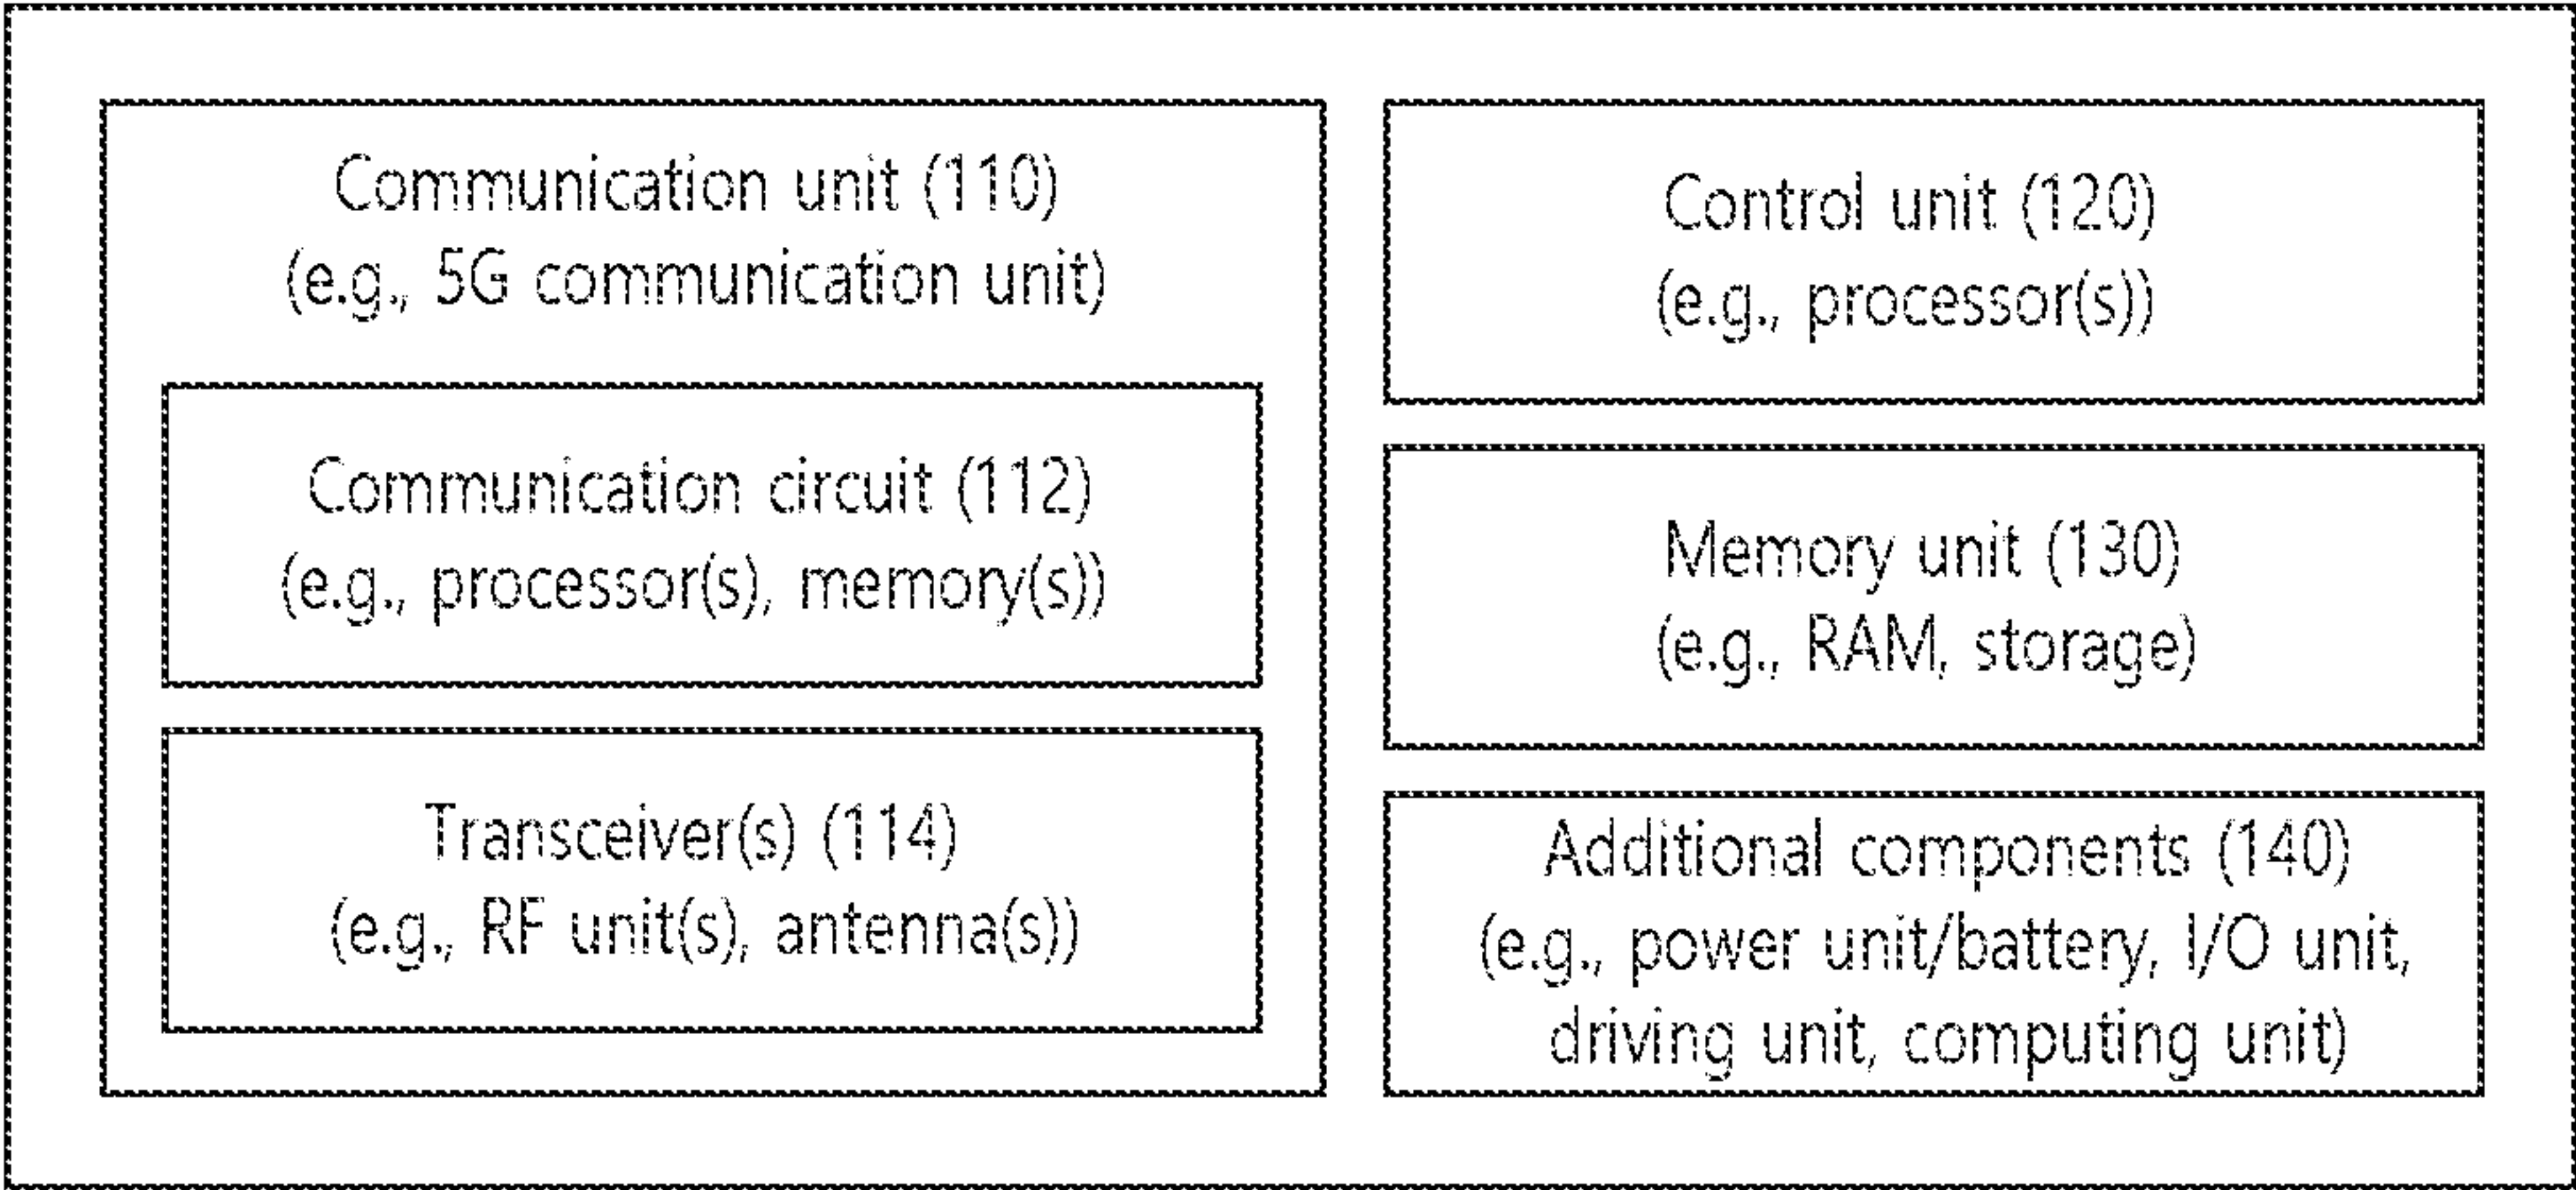 Communication unit (110)
(e.g., 5G communication unit)
Communication circuit (112)
(e.g., processor(s), memory(s))
Transceiver(s) (114)
(e.g., RF unit(s), antenna(s))
Control unit (120)
(e.g., processor(s))
Memory unit (130)
(e.g., RAM, storage)
Additional components (140)
(e.g., power unit/battery, I/O unit,
driving unit, computing unit)